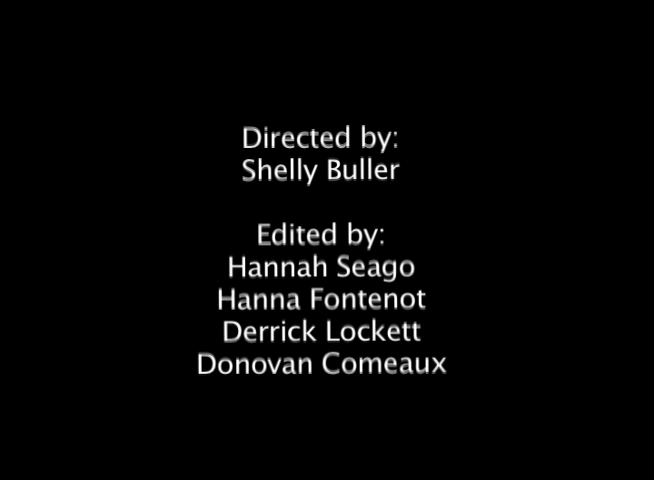 Directed by:
Shelly Buller
Edited by:
Hannah Seago
Hanna Fontenot
Derrick Lockett
Donovan Comeaux